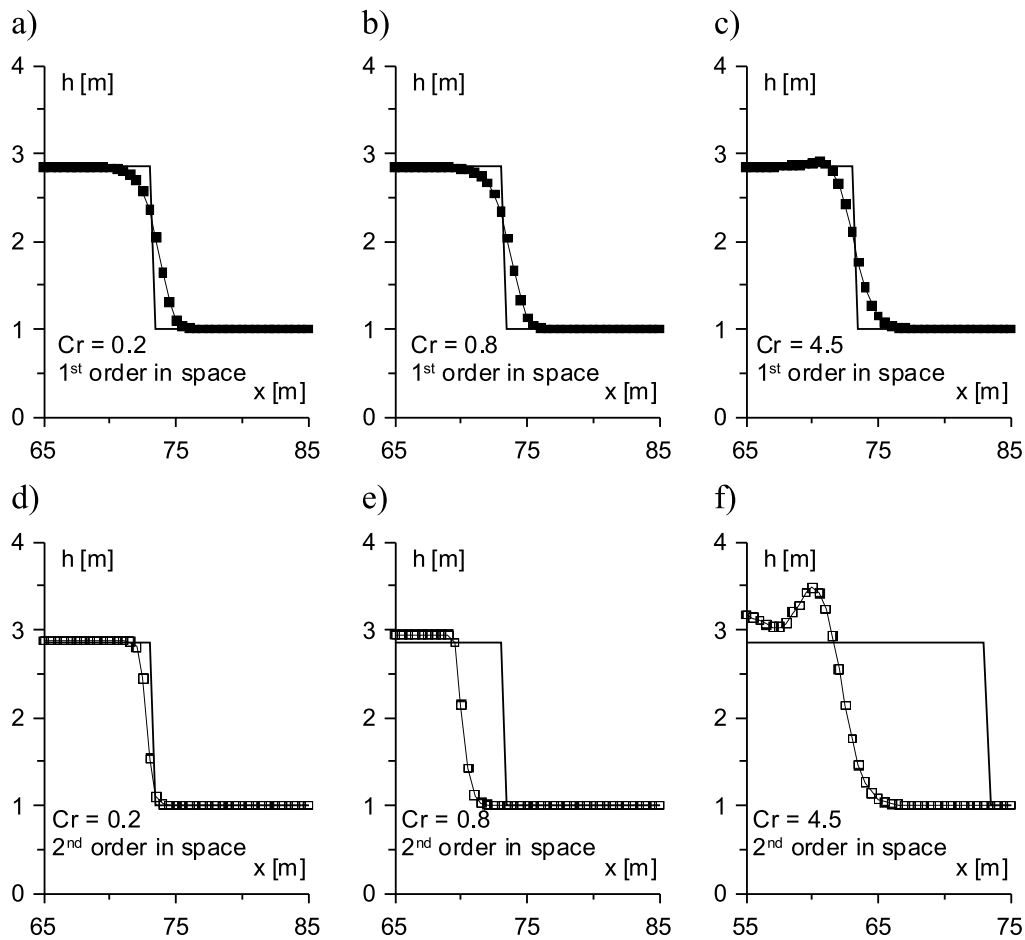 a)
4
h [m]
3
2
1
Cr = 0.2
1st order in space
x [m]
0
65
75
85
b)
4
h [m]
3
2
1
Cr = 0.8
1st order in space
x [m]
0
65
75
85
c)
4
h [m]
3
2
1
Cr = 4.5
1st order in space
x [m]
0
65
75
85
d)
4
h [m]
3
2
1
Cr = 0.2
2nd order in space
x [m]
0
65
75
85
e)
4
h [m]
3
2
1
Cr = 0.8
2nd order in space
x [m]
0
65
75
85
f)
4
h [m]
3
2
1
Cr = 4.5
2nd order in space
x [m]
0
55
65
75